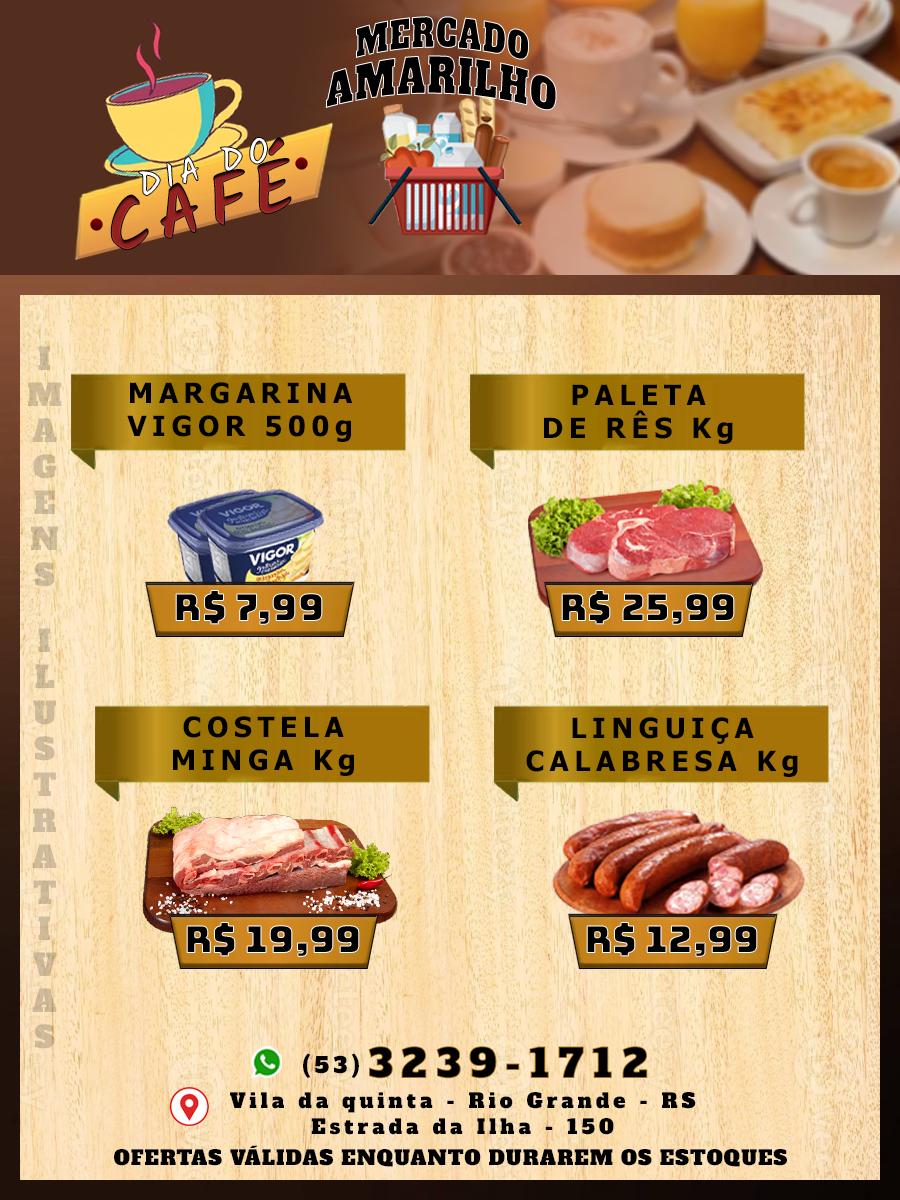 MERCADO
AMARILHO
DIA DO
CAFÉ
IMAGENS ILUSTRATIVAS
MARGARINA
VIGOR 500g
VIGOR
VIGOR
R$ 7,99
PALETA
DE RÊS Kg
R$ 25,99
COSTELA
MINGA Kg
R$ 19,99
LINGUIÇA
CALABRESA Kg
R$ 12,99
(53) 3239-1712
Vila da quinta - Rio Grande - RS
Estrada da Ilha - 150
OFERTAS VÁLIDAS ENQUANTO DURAREM OS ESTOQUES